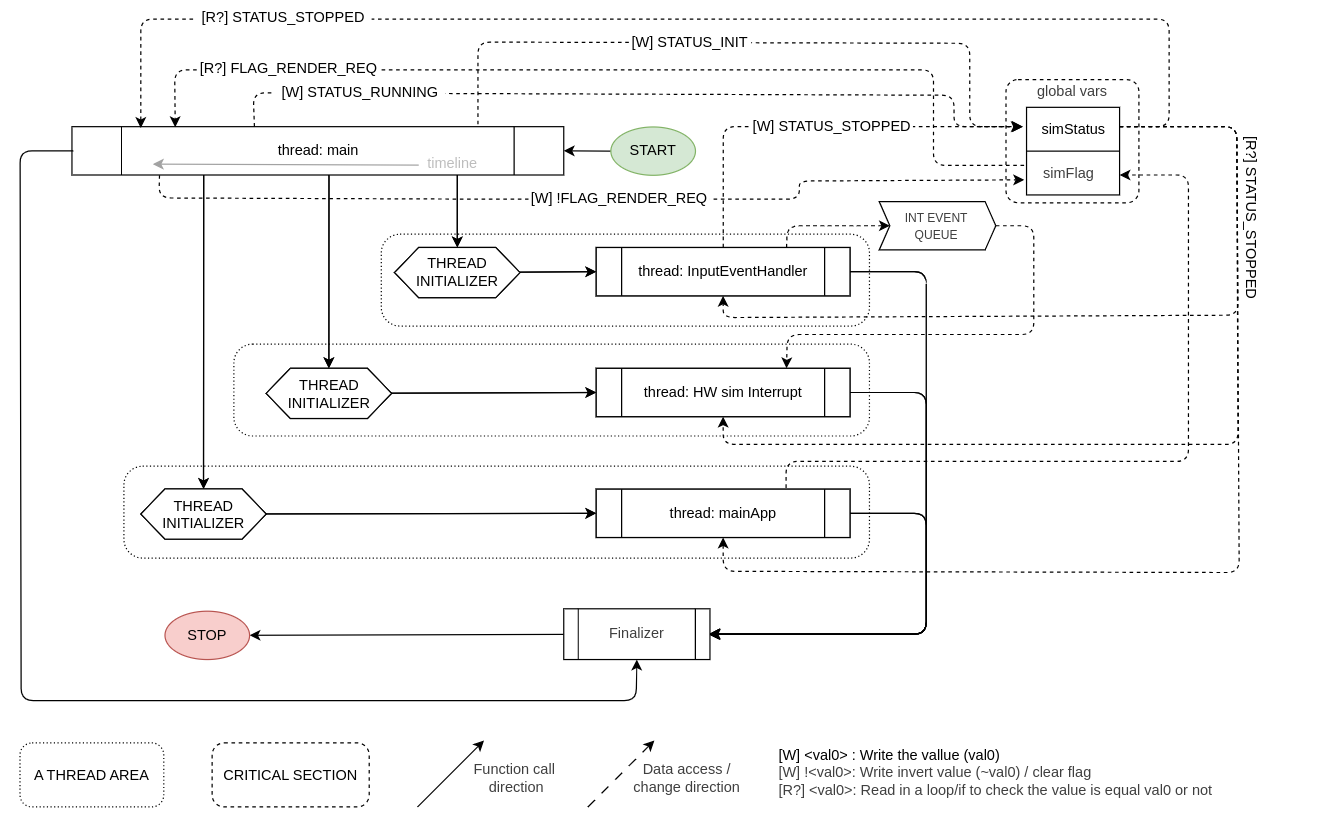 [R?] STATUS_STOPPED
[W] STATUS_INIT
[R?] FLAG_RENDER_REQ
[W] STATUS_RUNNING
global vars
[W] STATUS_STOPPED
simStatus
thread: main
START
timeline
simFlag
[R?] STATUS_STOPPED
[W] !FLAG_RENDER_REQ
INT EVENT
QUEUE
THREAD
INITIALIZER
thread: InputEventHandler
THREAD
INITIALIZER
thread: HW sim Interrupt
THREAD
INITIALIZER
thread: mainApp
STOP
Finalizer
A THREAD AREA
CRITICAL SECTION
Function call
direction
Data access /
change direction
[W] <val0> : Write the vallue (val0)
[W] !<val0>: Write invert value (~val0) / clear flag
[R?] <val0>: Read in a loop/if to check the value is equal val0 or not